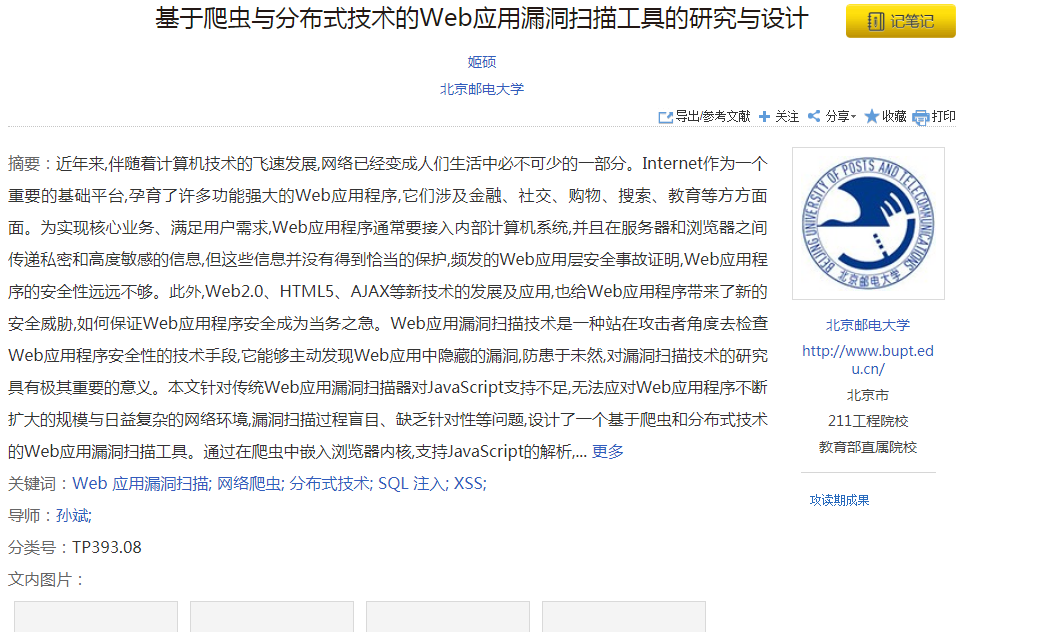 基于爬虫与分布式技术的Web应用漏洞扫描工具的研究与设计
记笔记
姬硕
北京邮电大学
导出/参考文献 关注 分享 收藏 打印
摘要：近年来,伴随着计算机技术的飞速发展,网络已经变成人们生活中必不可少的一部分。Internet作为一个
重要的基础平台,孕育了许多功能强大的Web应用程序,它们涉及金融、社交、购物、搜索、教育等方方面
面。为实现核心业务、满足用户需求,Web应用程序通常要接入内部计算机系统,并且在服务器和浏览器之间
传递私密和高度敏感的信息,但这些信息并没有得到恰当的保护,频发的Web应用层安全事故证明,Web应用程
序的安全性远远不够。此外,Web2.0、HTML5、AJAX等新技术的发展及应用,也给Web应用程序带来了新的
安全威胁,如何保证Web应用程序安全成为当务之急。Web应用漏洞扫描技术是一种站在攻击者角度去检查
Web应用程序安全性的技术手段,它能够主动发现Web应用中隐藏的漏洞,防患于未然,对漏洞扫描技术的研究
具有极其重要的意义。本文针对传统Web应用漏洞扫描器对JavaScript支持不足,无法应对Web应用程序不断
扩大的规模与日益复杂的网络环境,漏洞扫描过程盲目、缺乏针对性等问题,设计了一个基于爬虫和分布式技术
的Web应用漏洞扫描工具。通过在爬虫中嵌入浏览器内核,支持JavaScript的解析,... 更多
关键词：Web 应用漏洞扫描; 网络爬虫; 分布式技术; SQL 注入; XSS;
导师：孙斌;
分类号：TP393.08
文内图片：
BEIJING UNIVERSITY OF POSTS AND TELECOMMUNICATIONS
北京邮电大学
北京邮电大学
http://www.bupt.ed
u.cn/
北京市
211工程院校
教育部直属院校
攻读期成果